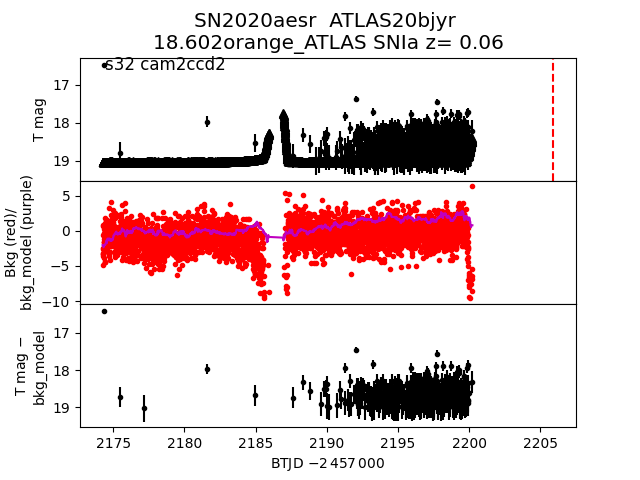 SN2020aesr  ATLAS20bjyr
18.602orange_ATLAS SNIa z= 0.06
s32 cam2ccd2
T mag
17
18
19
Bkg (red)/
bkg_model (purple)
5
0
−5
−10
T mag −
bkg_model
17
18
19
2175 2180 2185 2190 2195 2200 2205
BTJD −2 457 000